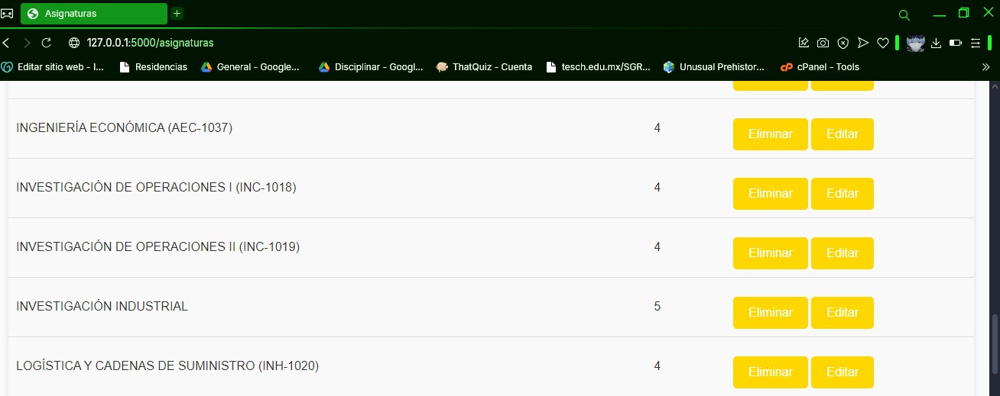 Asignaturas
127.0.0.1:5000/asignaturas
Editar sitio web - I... Residencias General - Google... Disciplinar - Googl... ThatQuiz - Cuenta tesch.edu.mx/SGR... Unusual Prehistor... cPanel - Tools
INGENIERÍA ECONÓMICA (AEC-1037) 4 Eliminar Editar
INVESTIGACIÓN DE OPERACIONES I (INC-1018) 4 Eliminar Editar
INVESTIGACIÓN DE OPERACIONES II (INC-1019) 4 Eliminar Editar
INVESTIGACIÓN INDUSTRIAL 5 Eliminar Editar
LOGÍSTICA Y CADENAS DE SUMINISTRO (INH-1020) 4 Eliminar Editar